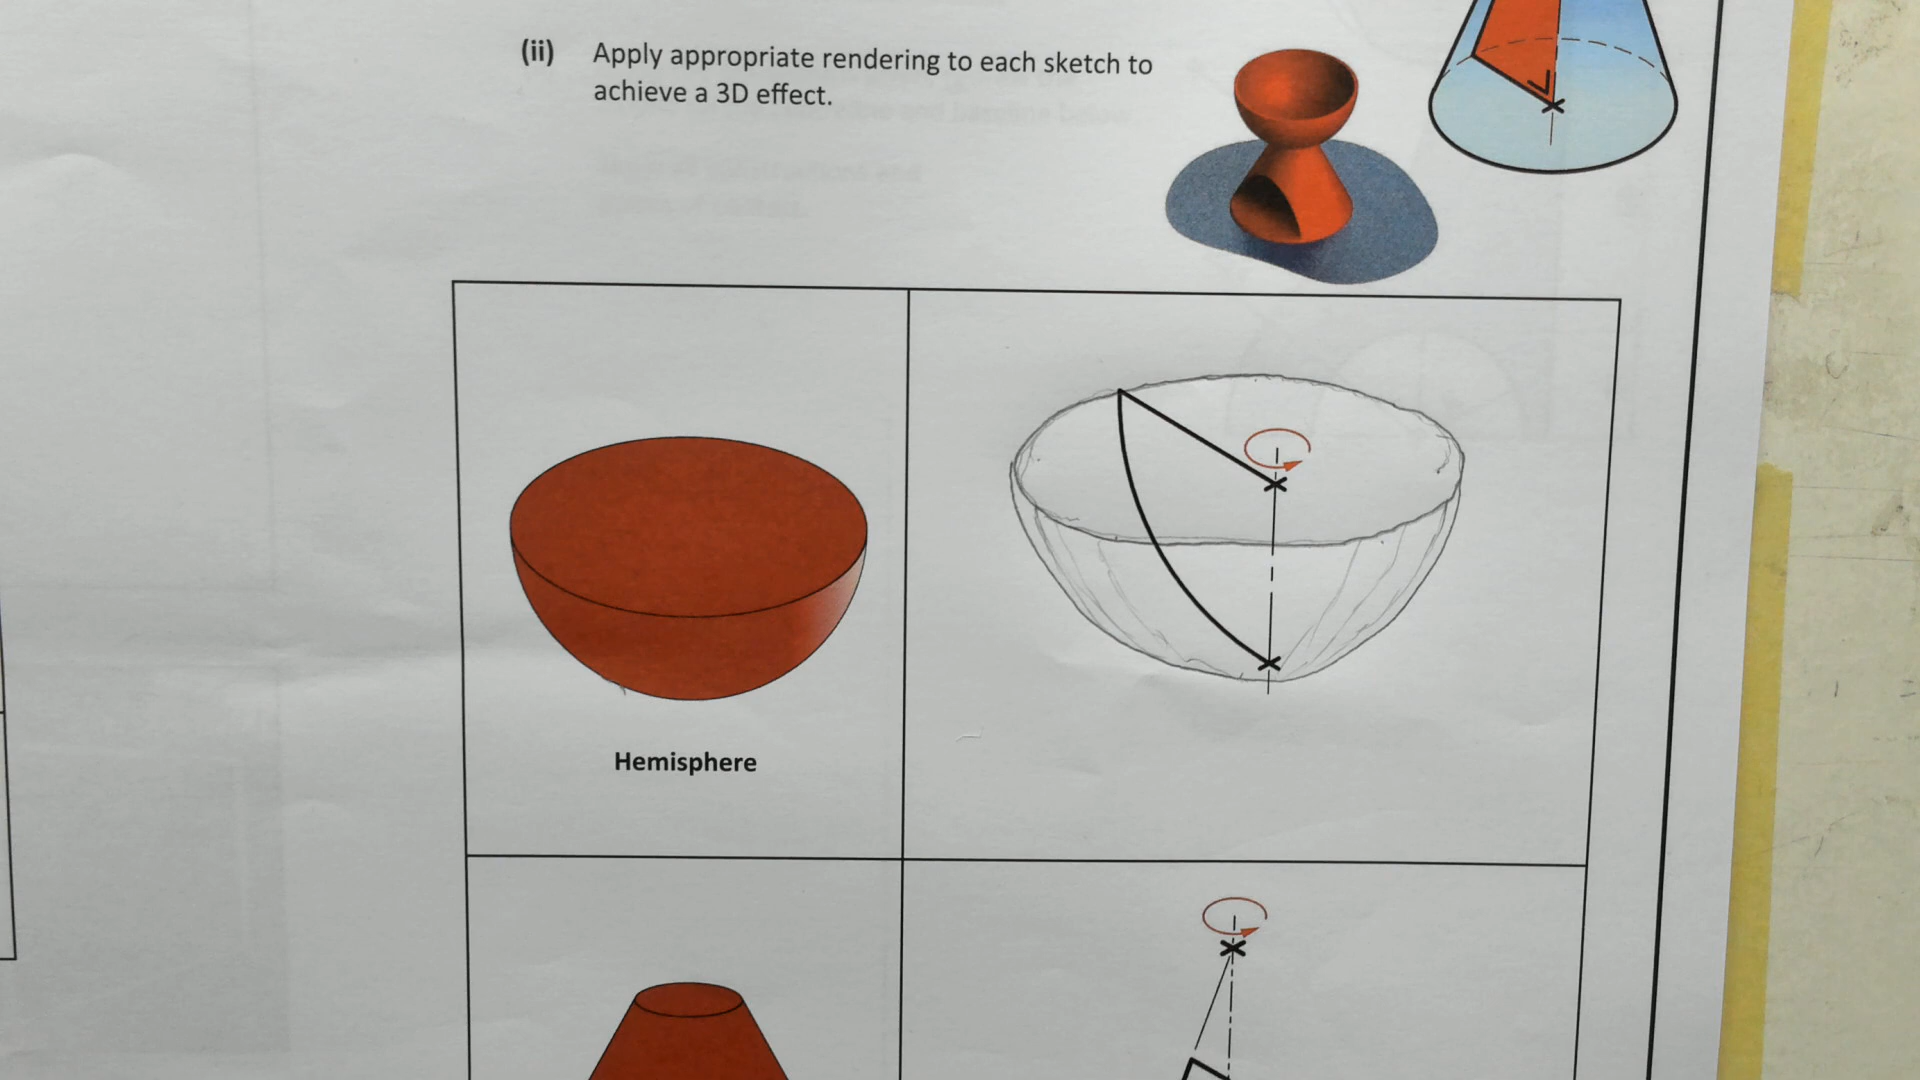 (ii) Apply appropriate rendering to each sketch to
achieve a 3D effect.
Hemisphere